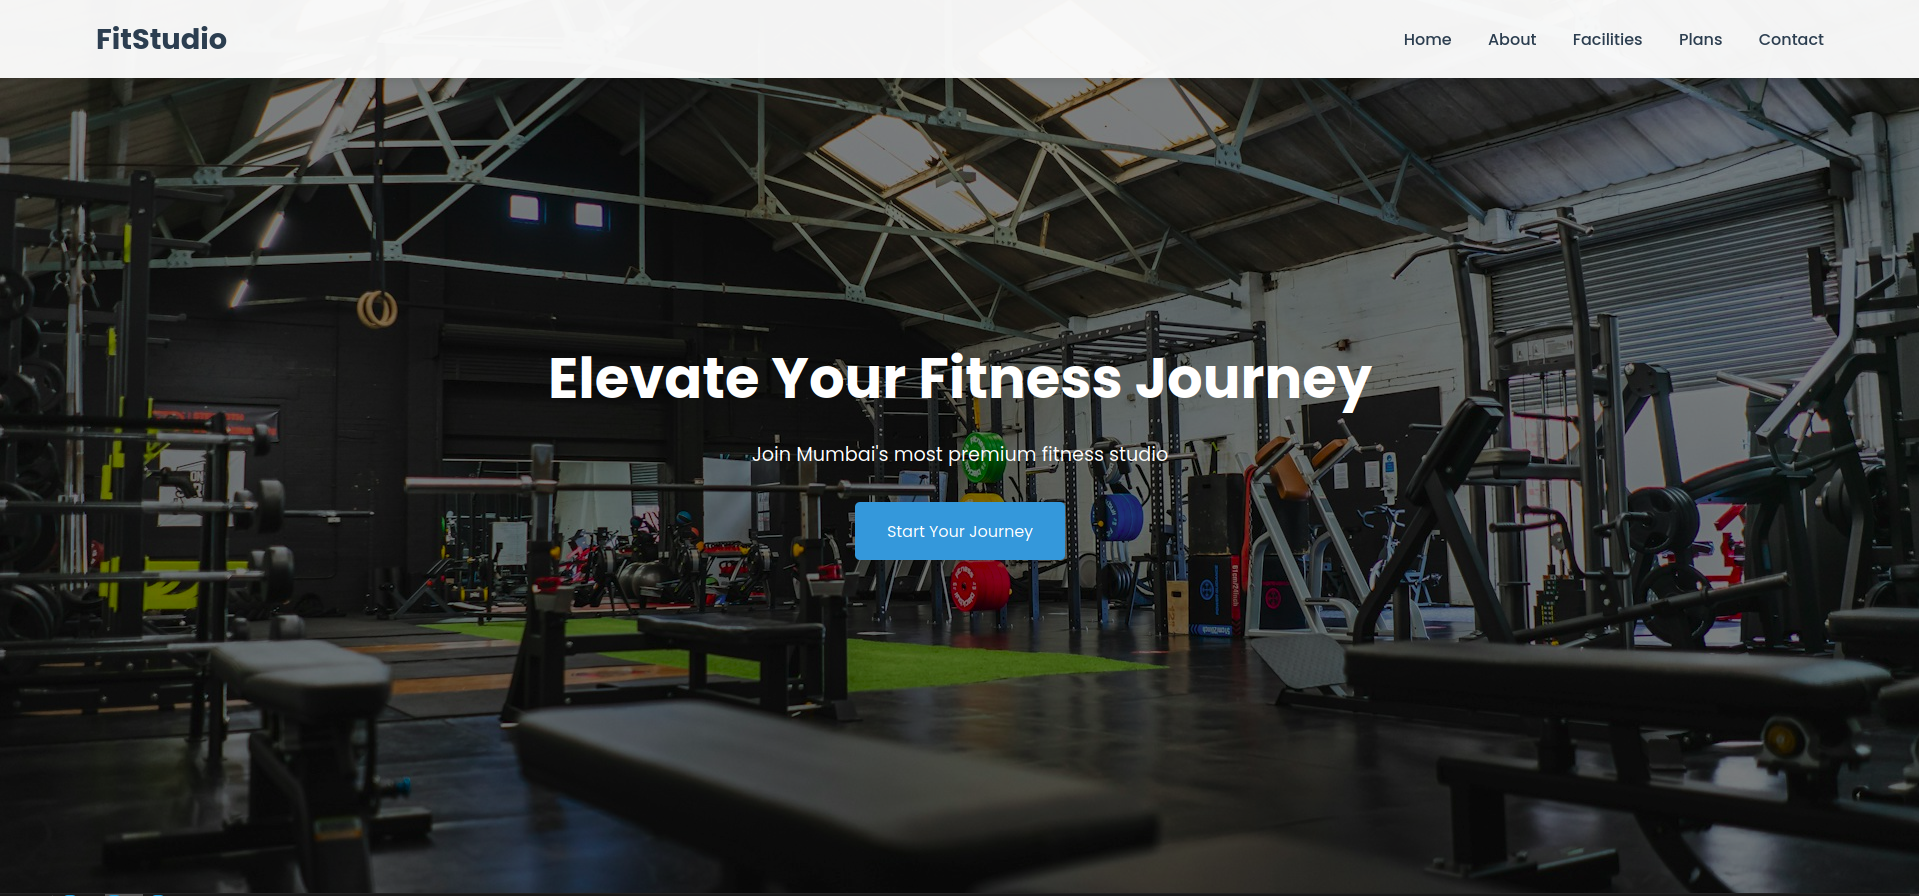 FitStudio
Home About Facilities Plans Contact
Elevate Your Fitness Journey
Join Mumbai's most premium fitness studio
Start Your Journey